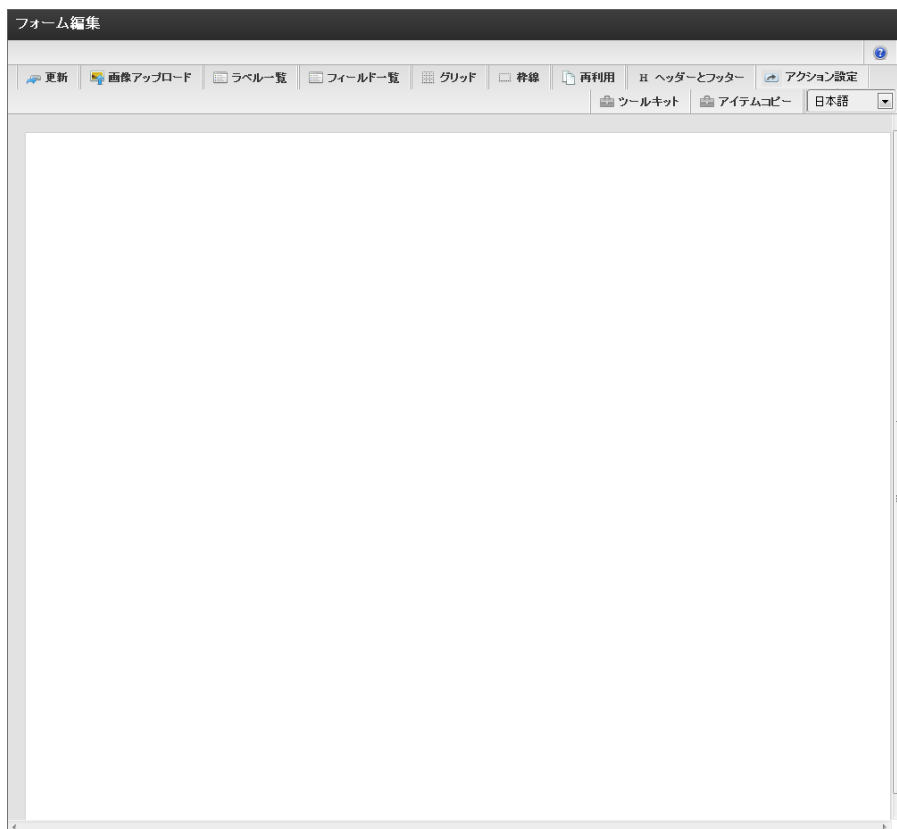 フォーム編集
更新 画像アップロード ラベル一覧 フィールド一覧 グリッド 枠線 再利用 H ヘッダーとフッター アクション設定
ツールキット アイテムコピー 日本語